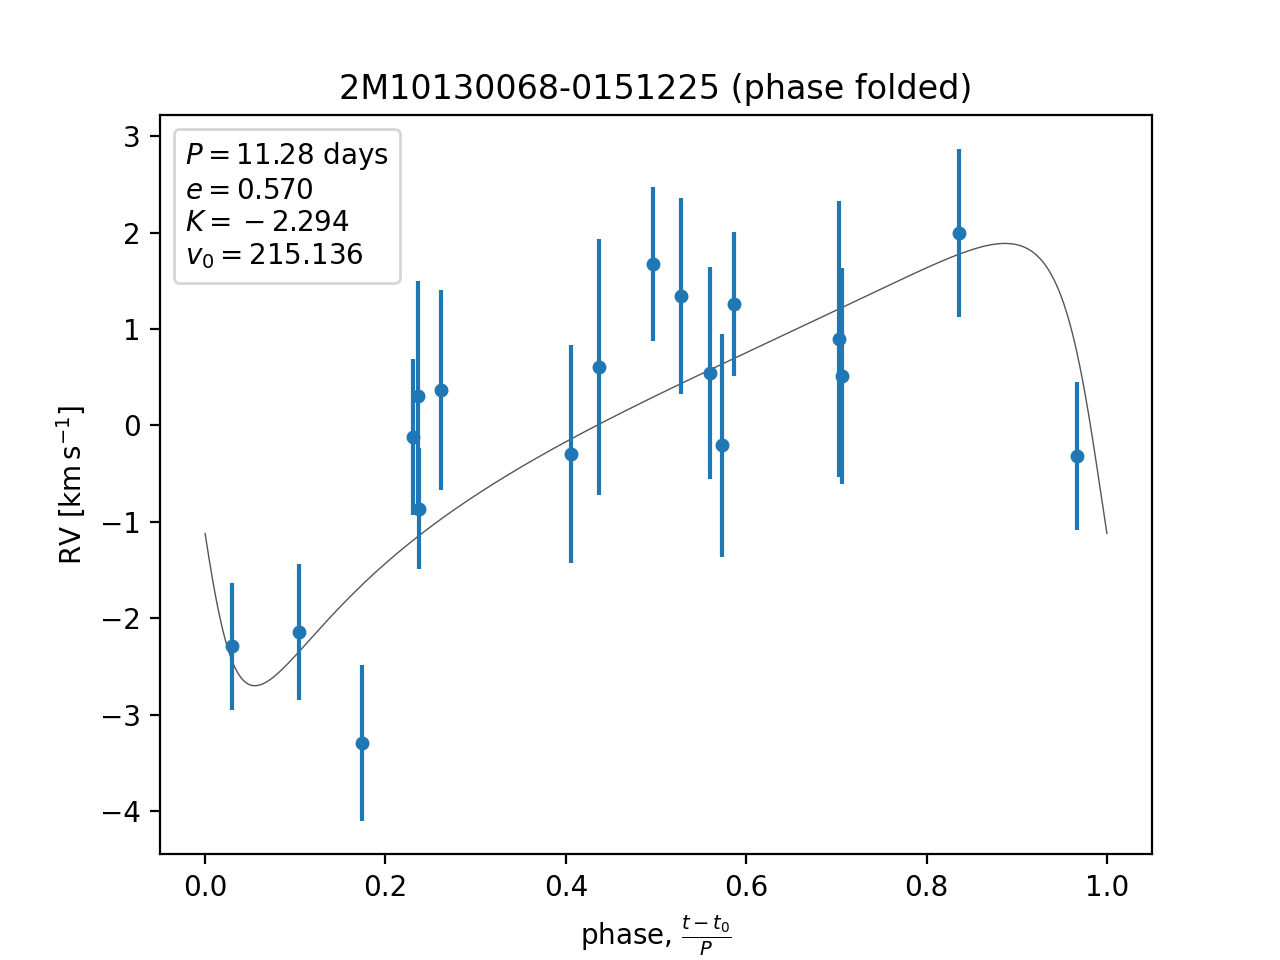 2M10130068-0151225 (phase folded)
P = 11.28 days
e = 0.570
K = −2.294
v₀ = 215.136
3
2
1
0
−1
−2
−3
−4
RV [km s⁻¹]
0.0 0.2 0.4 0.6 0.8 1.0
phase, (t − t₀)/P